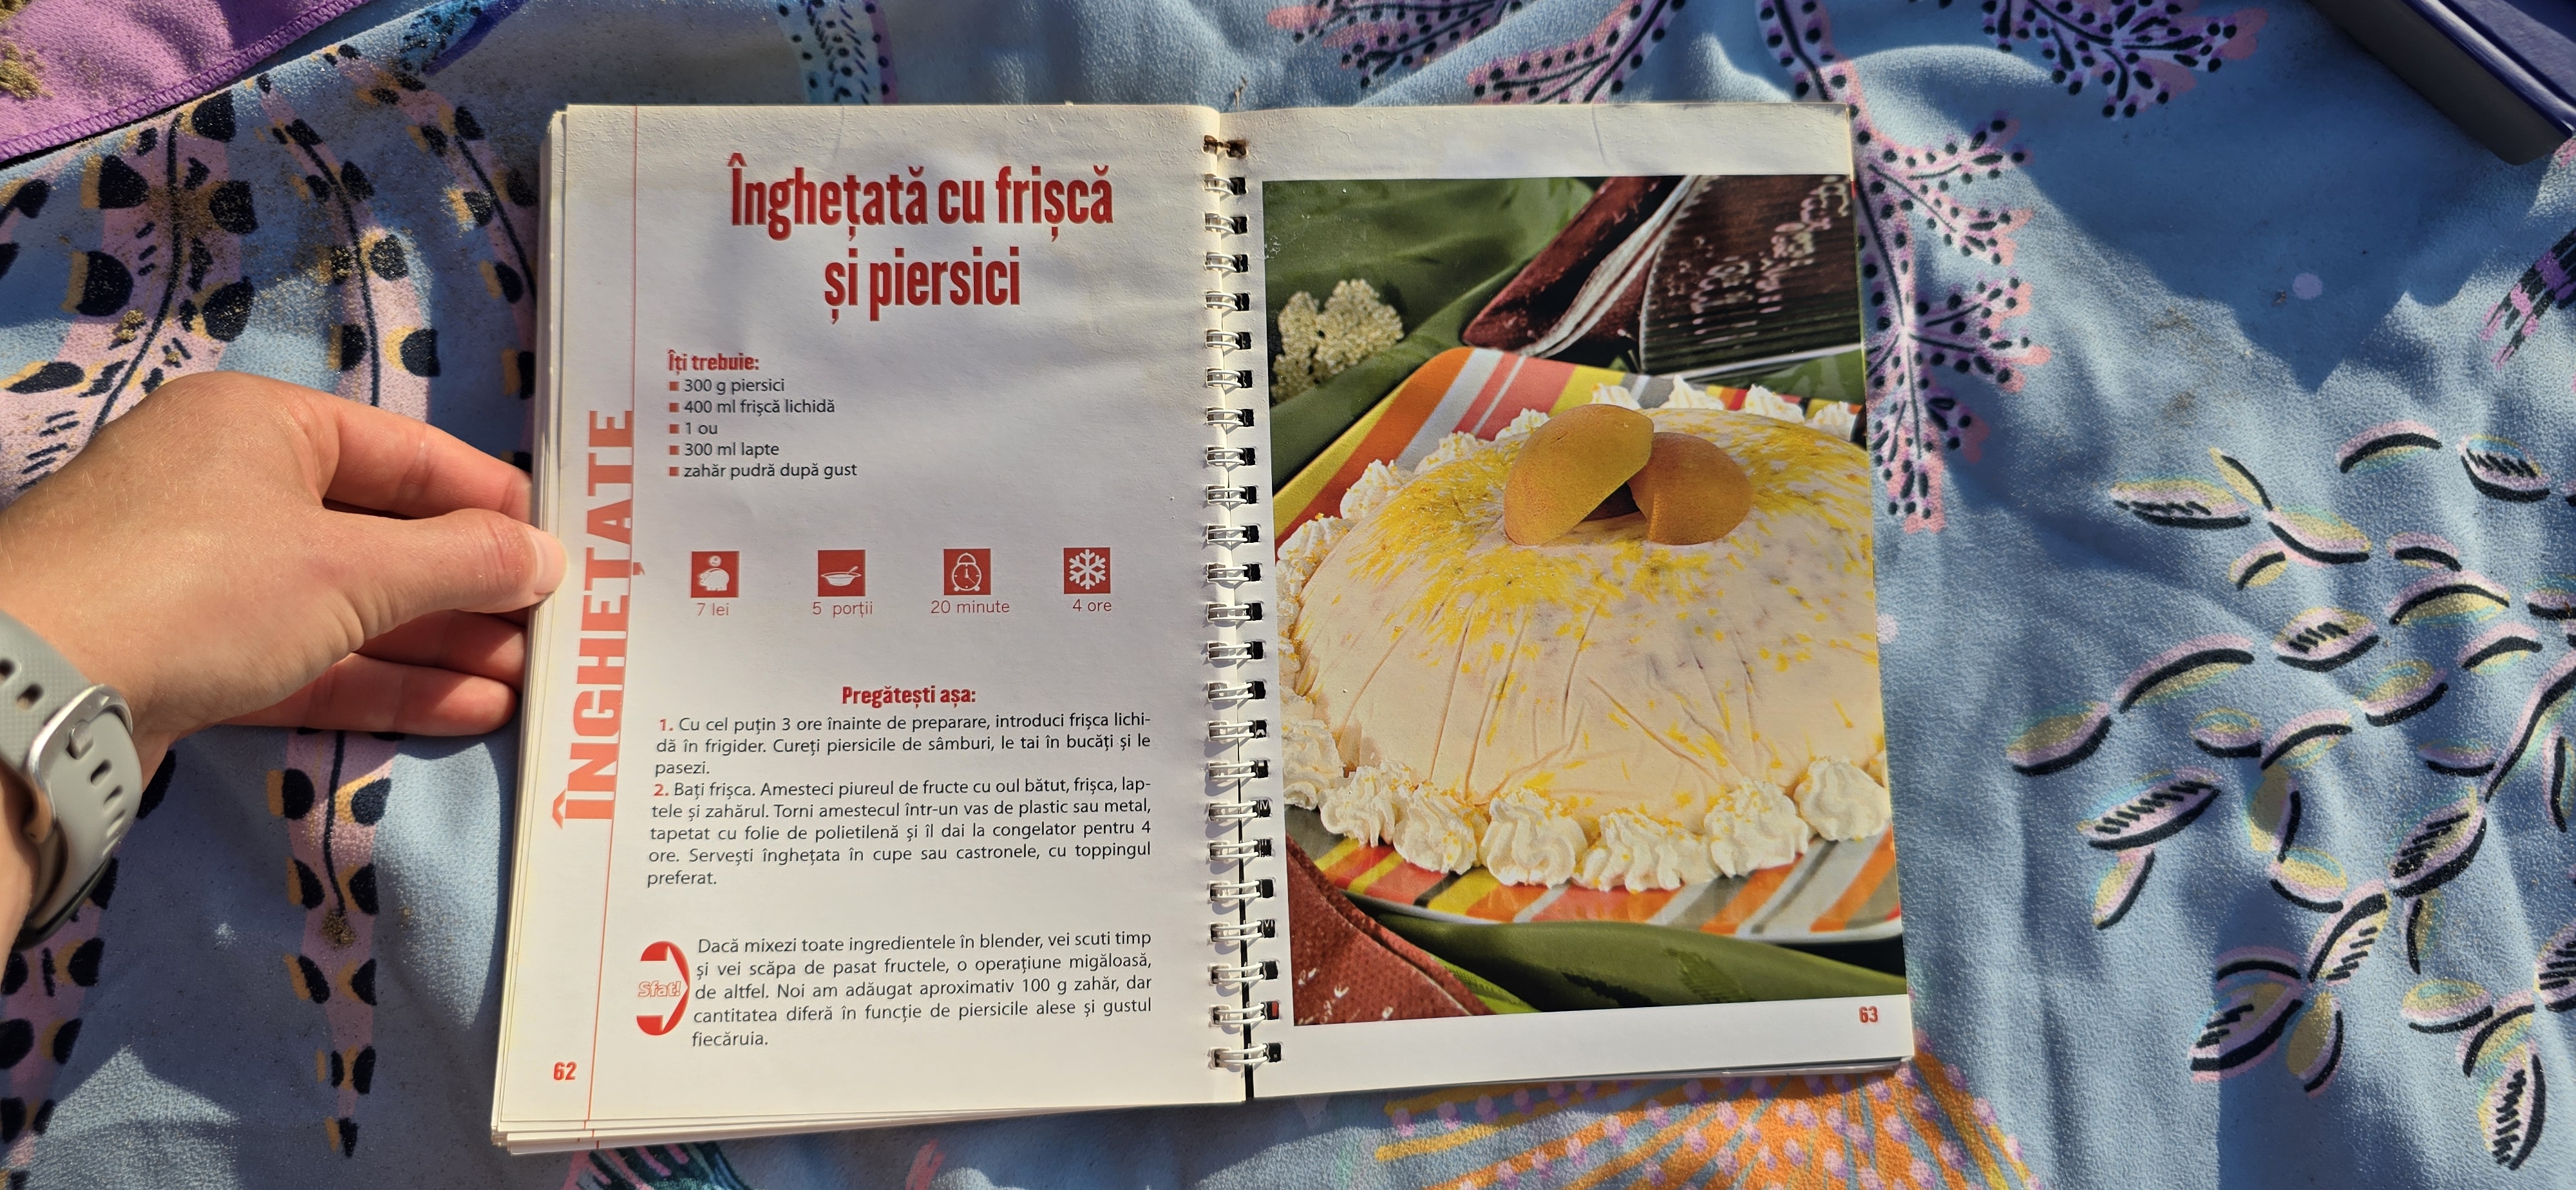 Înghețată cu frișcă
și piersici
Îți trebuie:
■ 300 g piersici
■ 400 ml frișcă lichidă
■ 1 ou
■ 300 ml lapte
■ zahăr pudră după gust
7 lei
5 porții
20 minute
4 ore
Pregătești așa:
1. Cu cel puțin 3 ore înainte de preparare, introduci frișca lichi-
dă în frigider. Cureți piersicile de sâmburi, le tai în bucăți și le
pasezi.
2. Bați frișca. Amesteci piureul de fructe cu oul bătut, frișca, lap-
tele și zahărul. Torni amestecul într-un vas de plastic sau metal,
tapetat cu folie de polietilenă și îl dai la congelator pentru 4
ore. Servești înghețata în cupe sau castronele, cu toppingul
preferat.
Sfat!
Dacă mixezi toate ingredientele în blender, vei scuti timp
și vei scăpa de pasat fructele, o operațiune migăloasă,
de altfel. Noi am adăugat aproximativ 100 g zahăr, dar
cantitatea diferă în funcție de piersicile alese și gustul
fiecăruia.
ÎNGHEȚATE
62
63